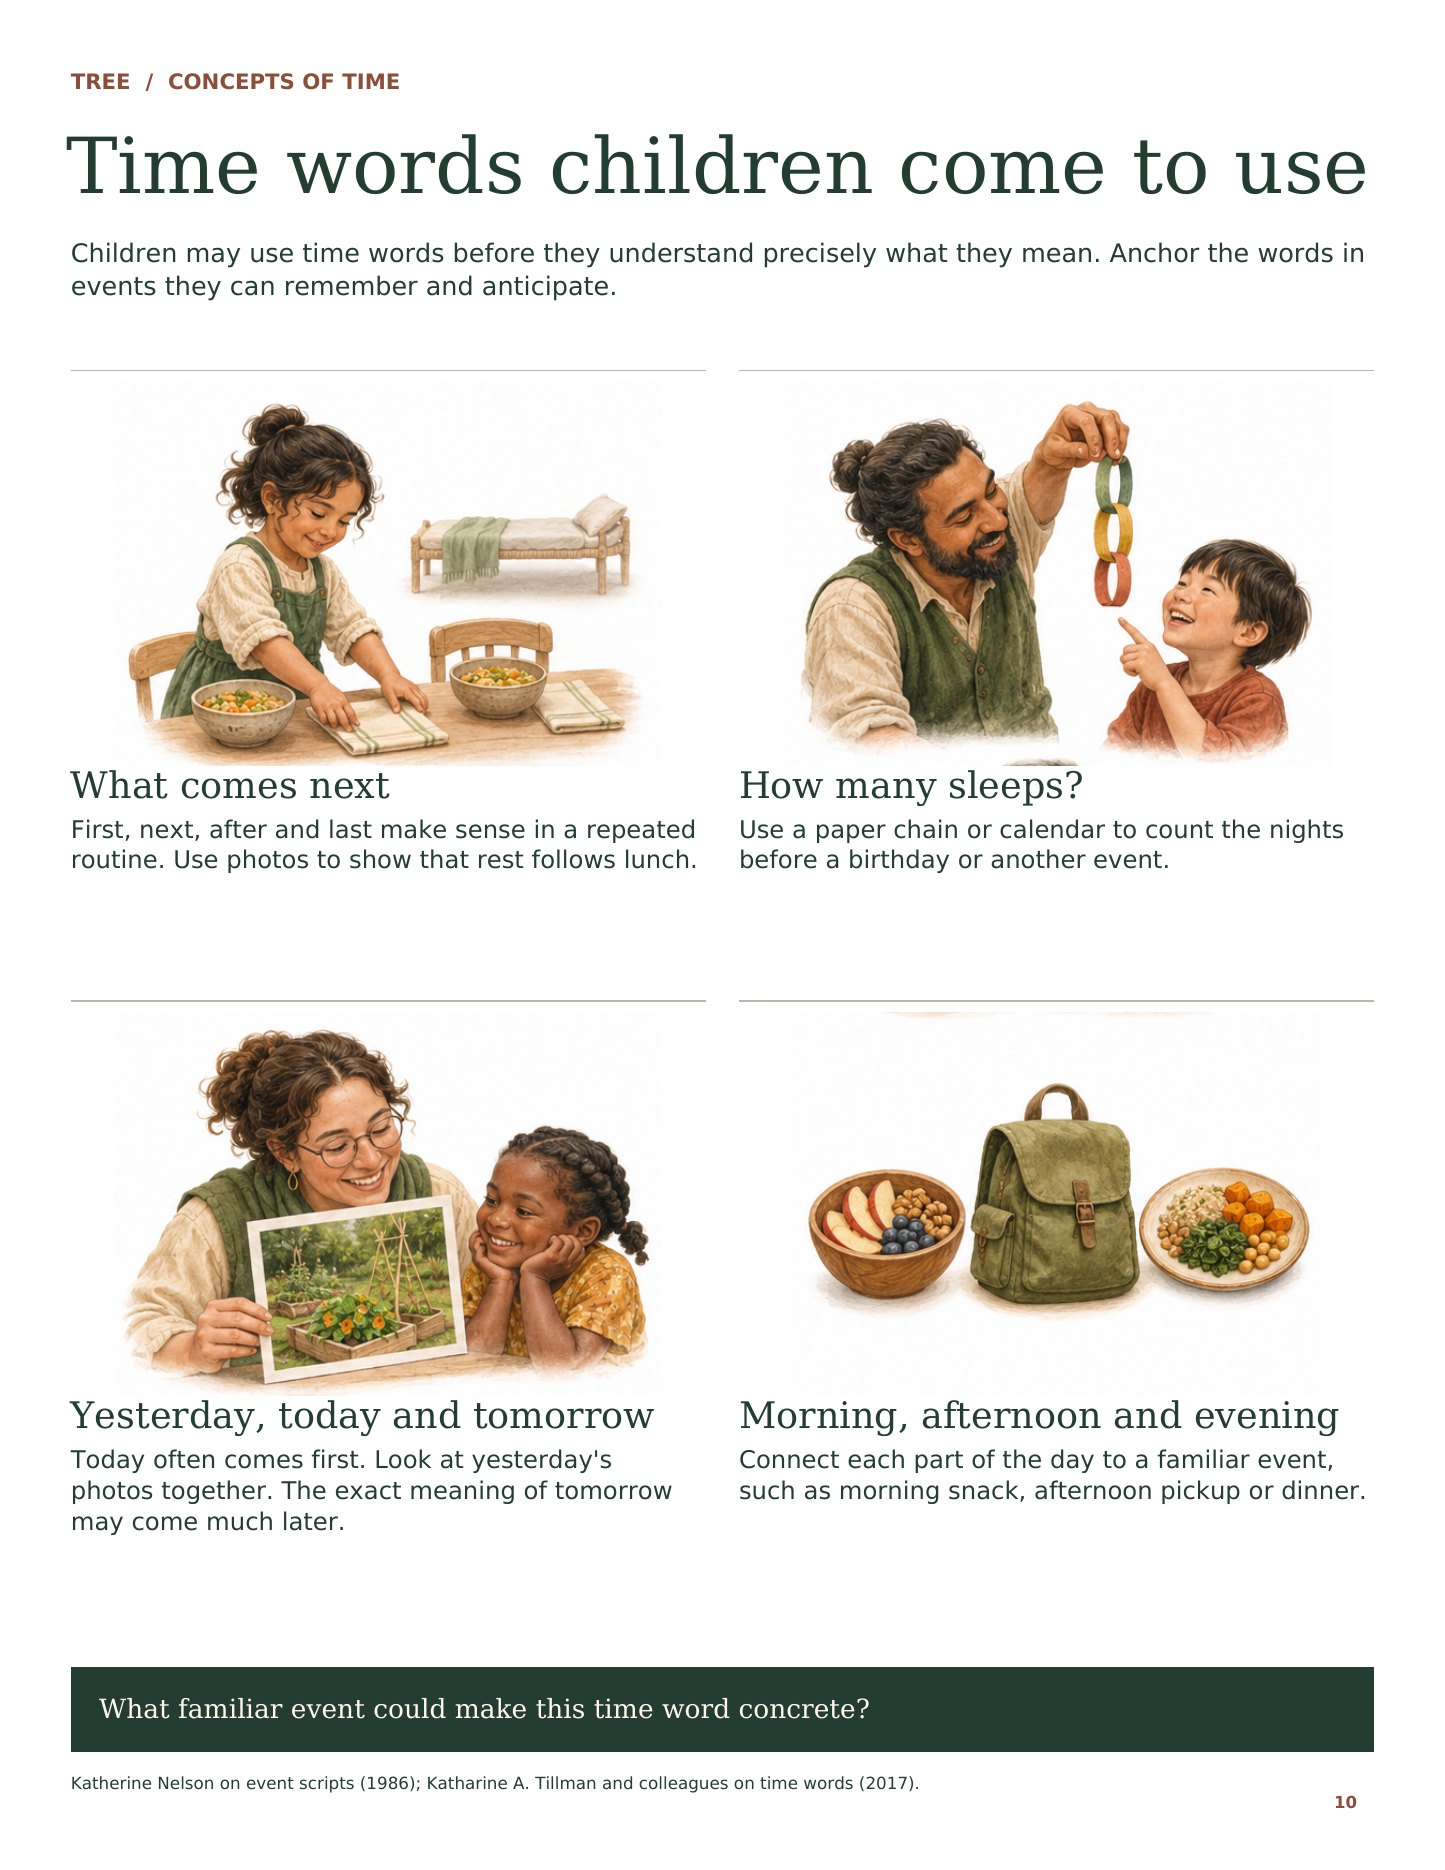 TREE / CONCEPTS OF TIME
Time words children come to use
Children may use time words before they understand precisely what they mean. Anchor the words in
events they can remember and anticipate.
What comes next
First, next, after and last make sense in a repeated
routine. Use photos to show that rest follows lunch.
How many sleeps?
Use a paper chain or calendar to count the nights
before a birthday or another event.
Yesterday, today and tomorrow
Today often comes first. Look at yesterday's
photos together. The exact meaning of tomorrow
may come much later.
Morning, afternoon and evening
Connect each part of the day to a familiar event,
such as morning snack, afternoon pickup or dinner.
What familiar event could make this time word concrete?
Katherine Nelson on event scripts (1986); Katharine A. Tillman and colleagues on time words (2017).
10